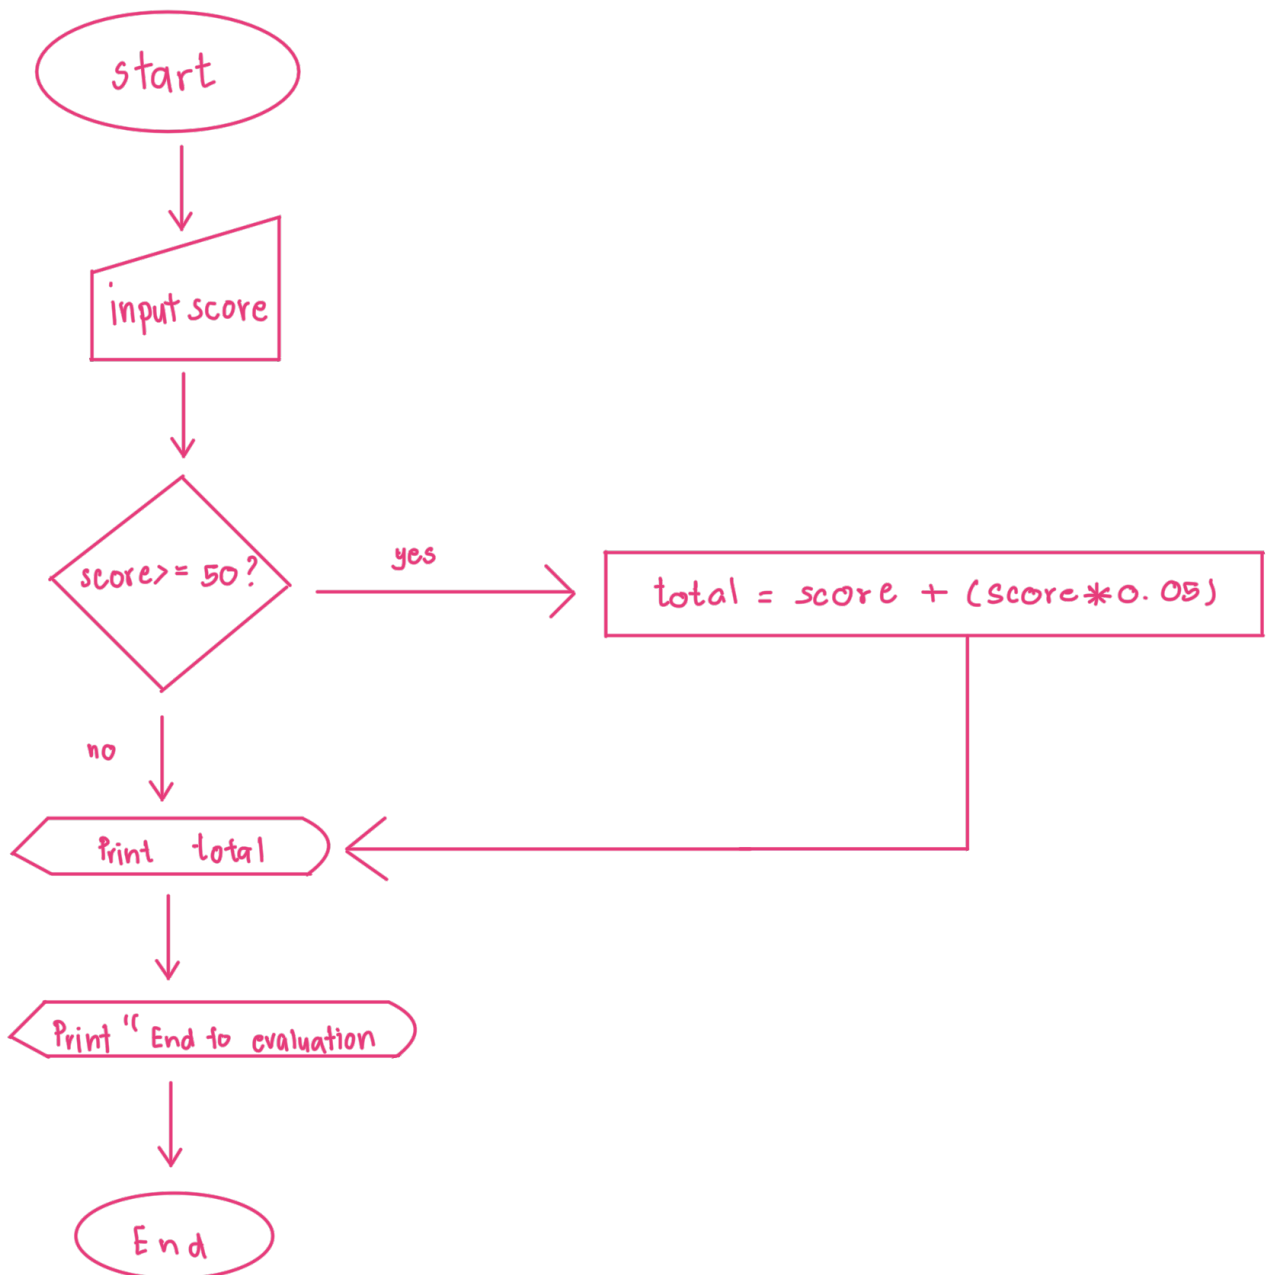 start
input score
score>= 50?
yes
total = score + (score*0.05)
no
Print total
Print "End to evaluation
End